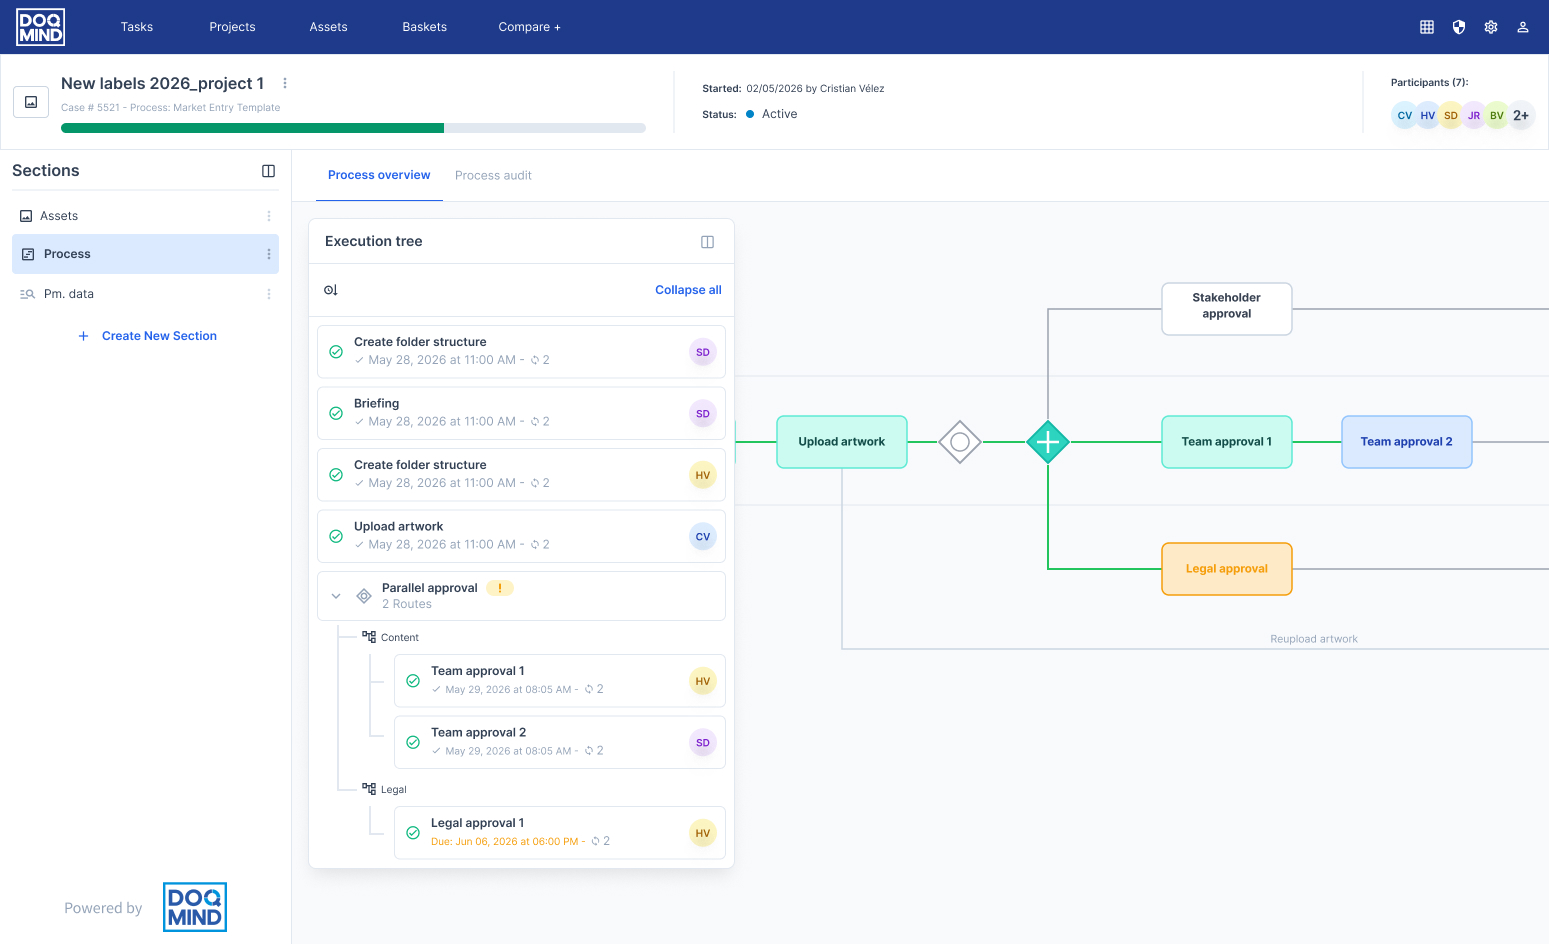 DOQ
MIND
Tasks
Projects
Assets
Baskets
Compare +
New labels 2026_project 1
Case # 5521 - Process: Market Entry Template
Started: 02/05/2026 by Cristian Vélez
Status: Active
Participants (7):
CV HV SD JR BV 2+
Sections
Assets
Process
Pm. data
+ Create New Section
Powered by
DOQ
MIND
Process overview
Process audit
Execution tree
Collapse all
Create folder structure
May 28, 2026 at 11:00 AM - 2
SD
Briefing
May 28, 2026 at 11:00 AM - 2
SD
Create folder structure
May 28, 2026 at 11:00 AM - 2
HV
Upload artwork
May 28, 2026 at 11:00 AM - 2
CV
Parallel approval !
2 Routes
Content
Team approval 1
May 29, 2026 at 08:05 AM - 2
HV
Team approval 2
May 29, 2026 at 08:05 AM - 2
SD
Legal
Legal approval 1
Due: Jun 06, 2026 at 06:00 PM - 2
HV
Stakeholder
approval
Upload artwork
Team approval 1
Team approval 2
Legal approval
Reupload artwork